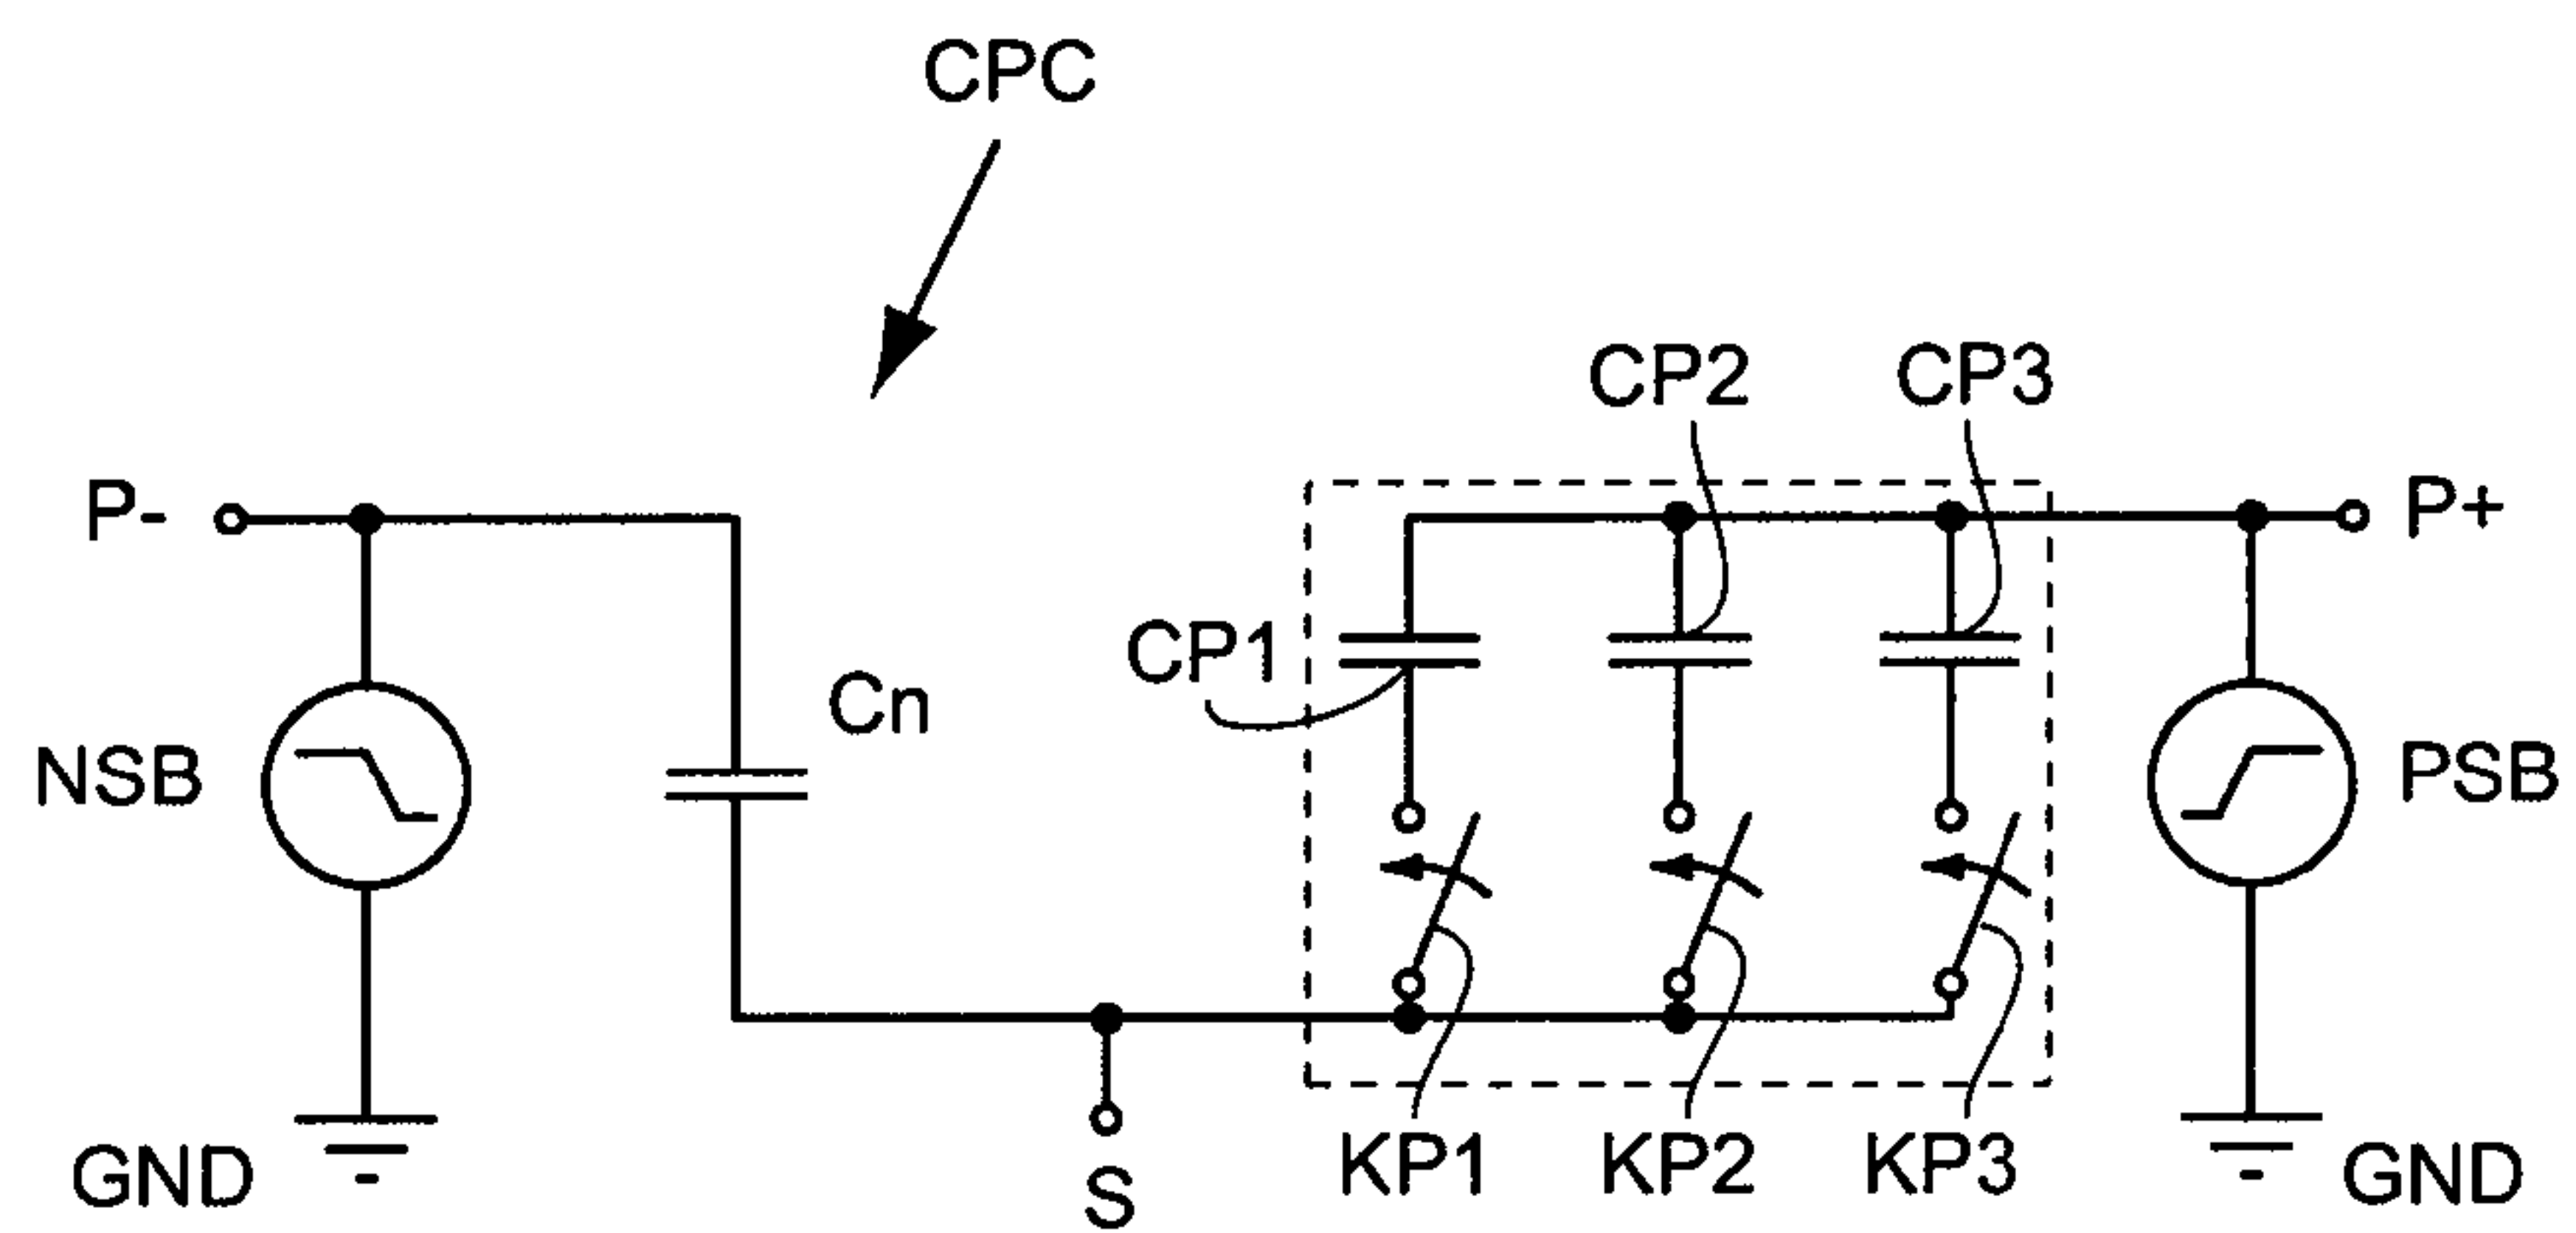 CPC
CP2 CP3
P- P+
CP1
Cn
NSB PSB
KP1 KP2 KP3
GND S GND